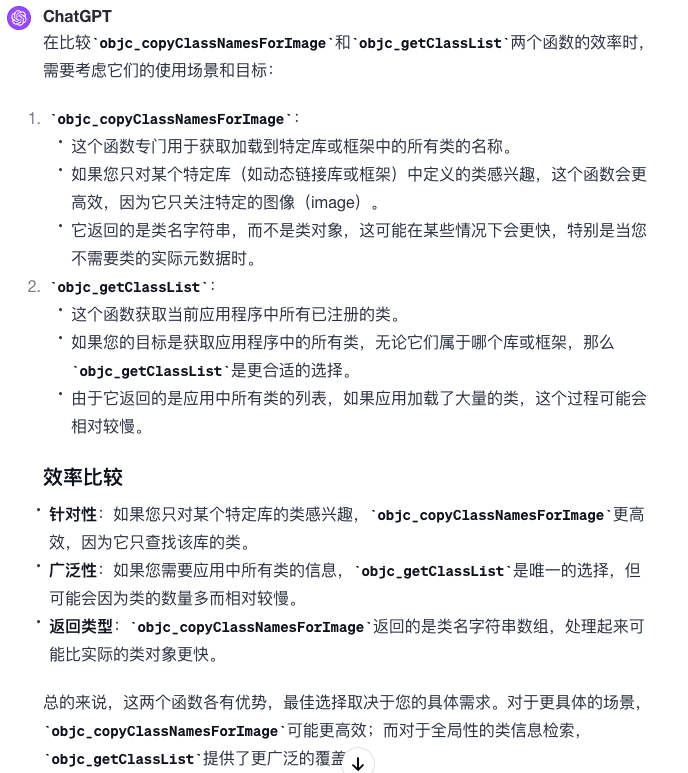 ChatGPT
在比较`objc_copyClassNamesForImage`和`objc_getClassList`两个函数的效率时，
需要考虑它们的使用场景和目标：
1. `objc_copyClassNamesForImage`：
• 这个函数专门用于获取加载到特定库或框架中的所有类的名称。
• 如果您只对某个特定库（如动态链接库或框架）中定义的类感兴趣，这个函数会更
高效，因为它只关注特定的图像（image）。
• 它返回的是类名字符串，而不是类对象，这可能在某些情况下会更快，特别是当您
不需要类的实际元数据时。
2. `objc_getClassList`：
• 这个函数获取当前应用程序中所有已注册的类。
• 如果您的目标是获取应用程序中的所有类，无论它们属于哪个库或框架，那么
`objc_getClassList`是更合适的选择。
• 由于它返回的是应用中所有类的列表，如果应用加载了大量的类，这个过程可能会
相对较慢。
效率比较
• 针对性：如果您只对某个特定库的类感兴趣，`objc_copyClassNamesForImage`更高
效，因为它只查找该库的类。
• 广泛性：如果您需要应用中所有类的信息，`objc_getClassList`是唯一的选择，但
可能会因为类的数量多而相对较慢。
• 返回类型：`objc_copyClassNamesForImage`返回的是类名字符串数组，处理起来可
能比实际的类对象更快。
总的来说，这两个函数各有优势，最佳选择取决于您的具体需求。对于更具体的场景，
`objc_copyClassNamesForImage`可能更高效；而对于全局性的类信息检索，
`objc_getClassList`提供了更广泛的覆盖